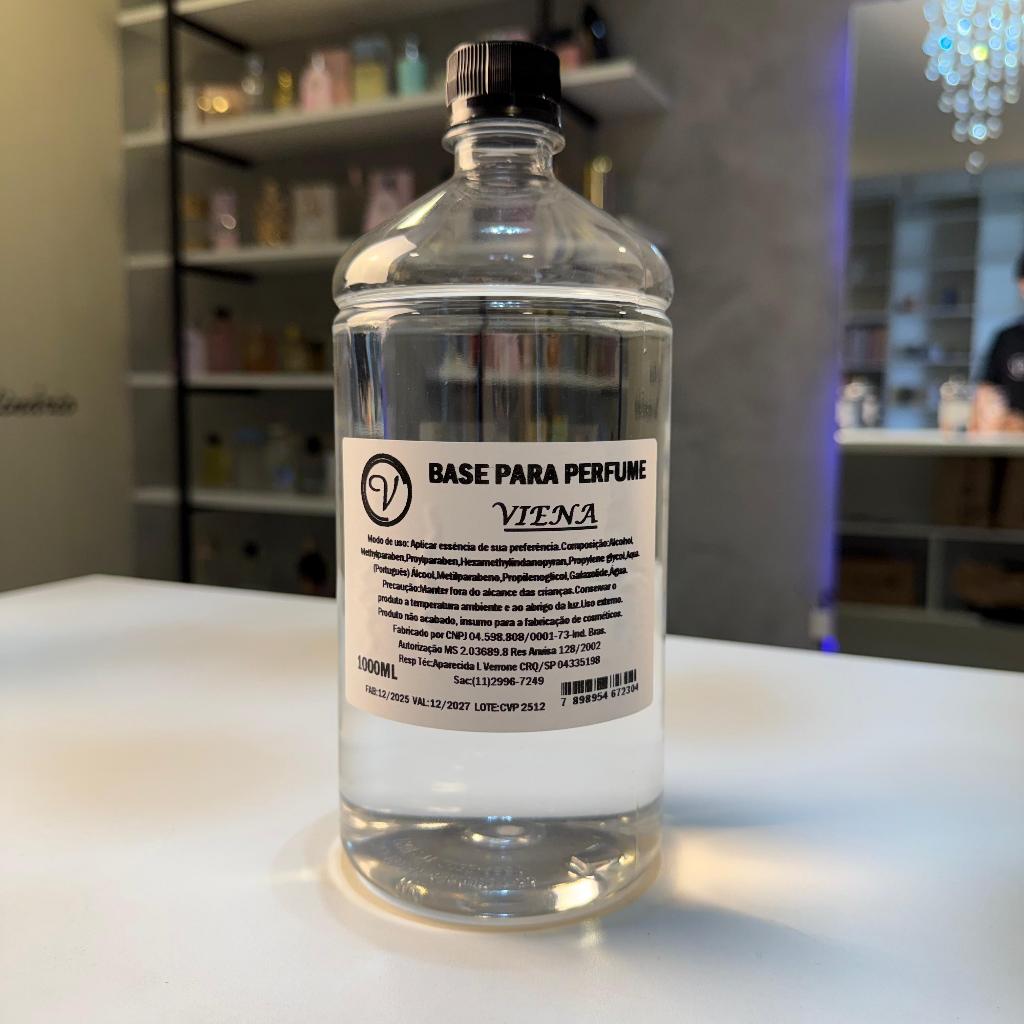 V
BASE PARA PERFUME
VIENA
Modo de uso: Aplicar essência de sua preferência.Composição:Alcohol,
Methylparaben,Proylparaben,Hexamethylindanopyran,Propylene glycol,Aqua.
(Português) Álcool,Metilparabeno,Propilenoglicol,Galaxolide,Água.
Precaução:Manter fora do alcance das crianças.Consewar o
produto a temperatura ambiente e ao abrigo da luz.Uso externo.
Produto não acabado, insumo para a fabricação de cosméticos.
Fabricado por CNPJ 04.598.808/0001-73-Ind. Bras.
Autorização MS 2.03689.8 Res Anvisa 128/2002
Resp Téc:Aparecida L Verrone CRQ/SP 04335198
Sac:(11)2996-7249
1000ML
FAB:12/2025 VAL:12/2027 LOTE:CVP 2512
7 898954 672304